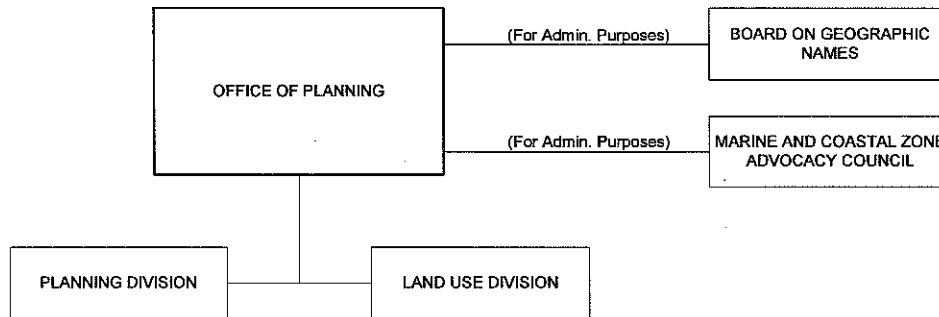 (For Admin. Purposes)
BOARD ON GEOGRAPHIC
NAMES
OFFICE OF PLANNING
(For Admin. Purposes)
MARINE AND COASTAL ZONE
ADVOCACY COUNCIL
PLANNING DIVISION
LAND USE DIVISION